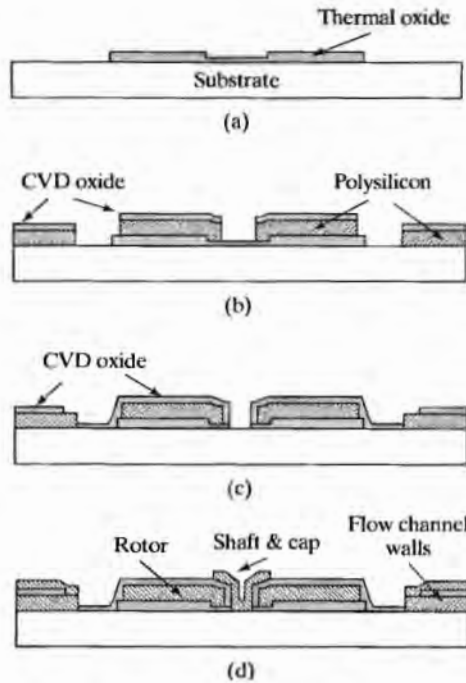 Thermal oxide
Substrate
(a)
CVD oxide
Polysilicon
(b)
CVD oxide
(c)
Rotor
Shaft & cap
Flow channel
walls
(d)